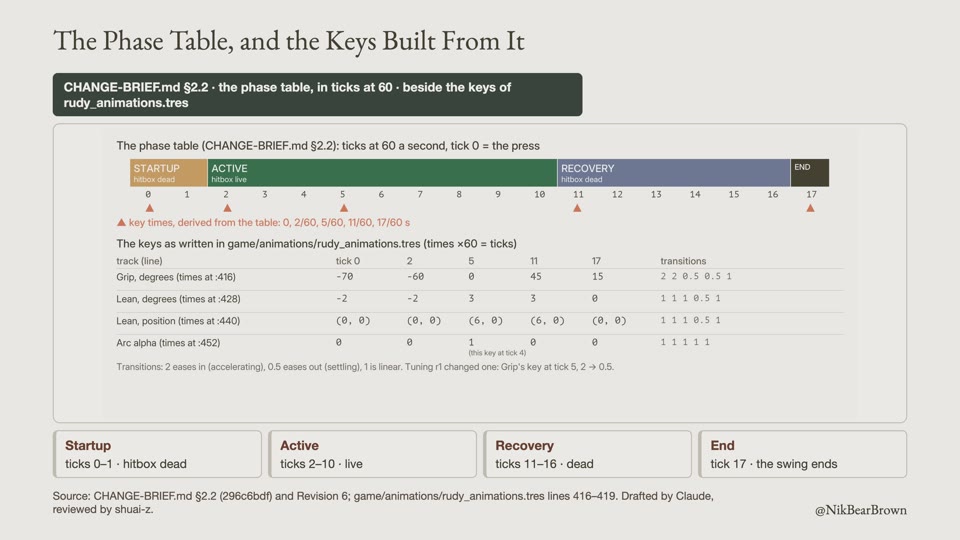 The Phase Table, and the Keys Built From It
CHANGE-BRIEF.md §2.2 · the phase table, in ticks at 60 · beside the keys of
rudy_animations.tres
The phase table (CHANGE-BRIEF.md §2.2): ticks at 60 a second, tick 0 = the press
STARTUP ACTIVE RECOVERY END
hitbox dead hitbox live hitbox dead
0 1 2 3 4 5 6 7 8 9 10 11 12 13 14 15 16 17
▲ key times, derived from the table: 0, 2/60, 5/60, 11/60, 17/60 s
The keys as written in game/animations/rudy_animations.tres (times ×60 = ticks)
track (line) tick 0 2 5 11 17 transitions
Grip, degrees (times at :416) -70 -60 0 45 15 2 2 0.5 0.5 1
Lean, degrees (times at :428) -2 -2 3 3 0 1 1 1 0.5 1
Lean, position (times at :440) (0, 0) (0, 0) (6, 0) (6, 0) (0, 0) 1 1 1 0.5 1
Arc alpha (times at :452) 0 0 1 0 0 1 1 1 1 1
(this key at tick 4)
Transitions: 2 eases in (accelerating), 0.5 eases out (settling), 1 is linear. Tuning r1 changed one: Grip's key at tick 5, 2 → 0.5.
Startup
ticks 0–1 · hitbox dead
Active
ticks 2–10 · live
Recovery
ticks 11–16 · dead
End
tick 17 · the swing ends
Source: CHANGE-BRIEF.md §2.2 (296c6bdf) and Revision 6; game/animations/rudy_animations.tres lines 416–419. Drafted by Claude,
reviewed by shuai-z.
@NikBearBrown